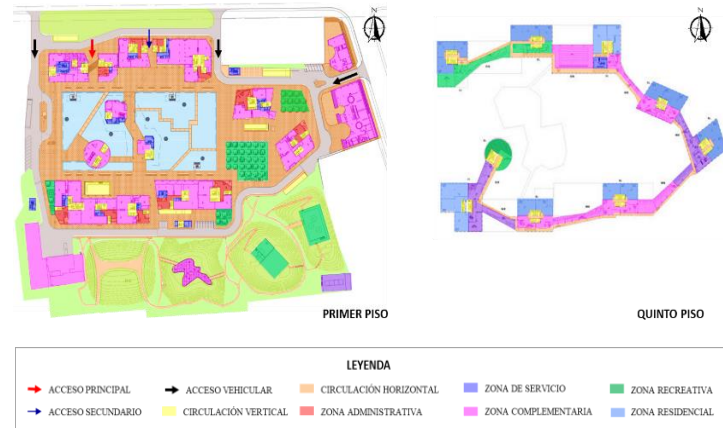 N
N
PRIMER PISO
QUINTO PISO
LEYENDA
ACCESO PRINCIPAL
ACCESO VEHICULAR
CIRCULACIÓN HORIZONTAL
ZONA DE SERVICIO
ZONA RECREATIVA
ACCESO SECUNDARIO
CIRCULACIÓN VERTICAL
ZONA ADMINISTRATIVA
ZONA COMPLEMENTARIA
ZONA RESIDENCIAL